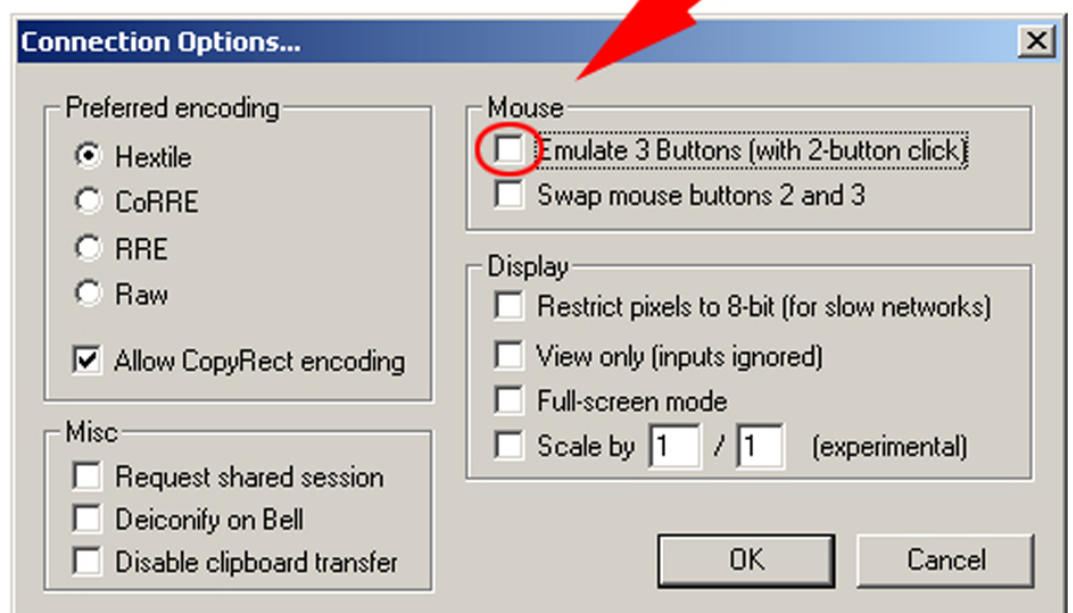 Connection Options...
Preferred encoding
Hextile
CoRRE
RRE
Raw
Allow CopyRect encoding
Misc
Request shared session
Deiconify on Bell
Disable clipboard transfer
Mouse
Emulate 3 Buttons (with 2-button click)
Swap mouse buttons 2 and 3
Display
Restrict pixels to 8-bit (for slow networks)
View only (inputs ignored)
Full-screen mode
Scale by 1 / 1 (experimental)
OK Cancel